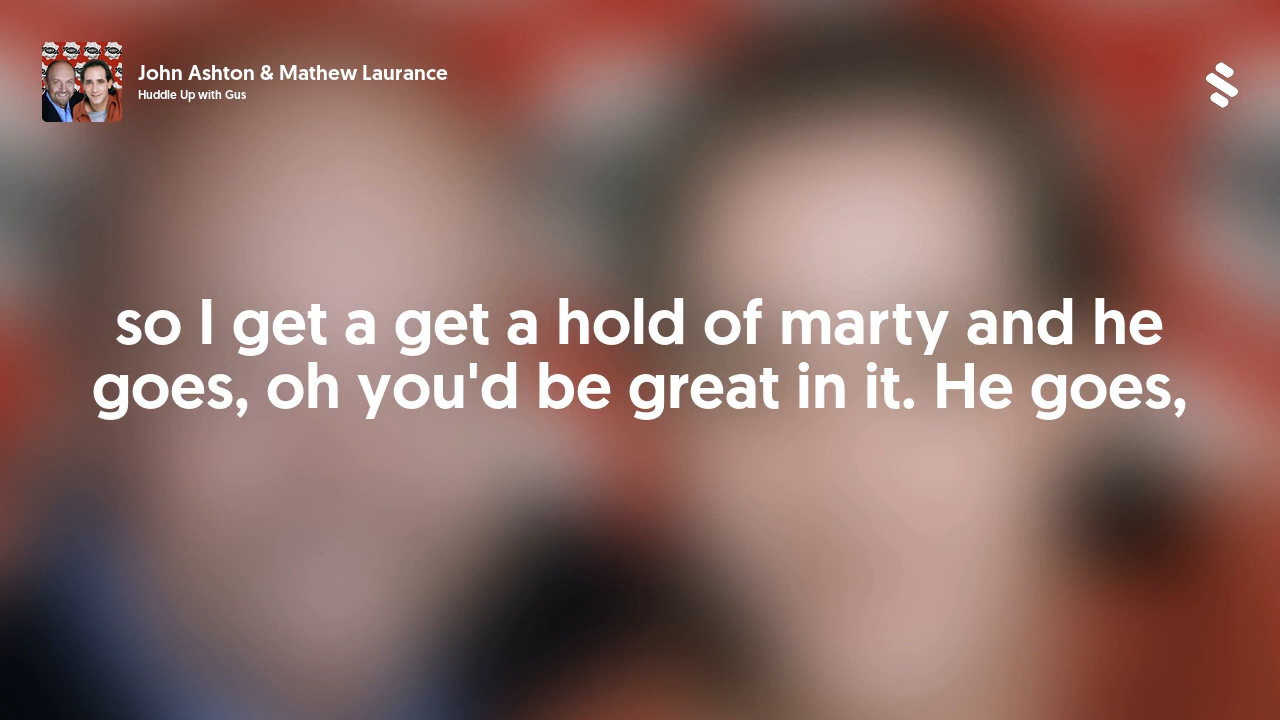 John Ashton & Mathew Laurance
Huddle Up with Gus
so I get a get a hold of marty and he
goes, oh you'd be great in it. He goes,